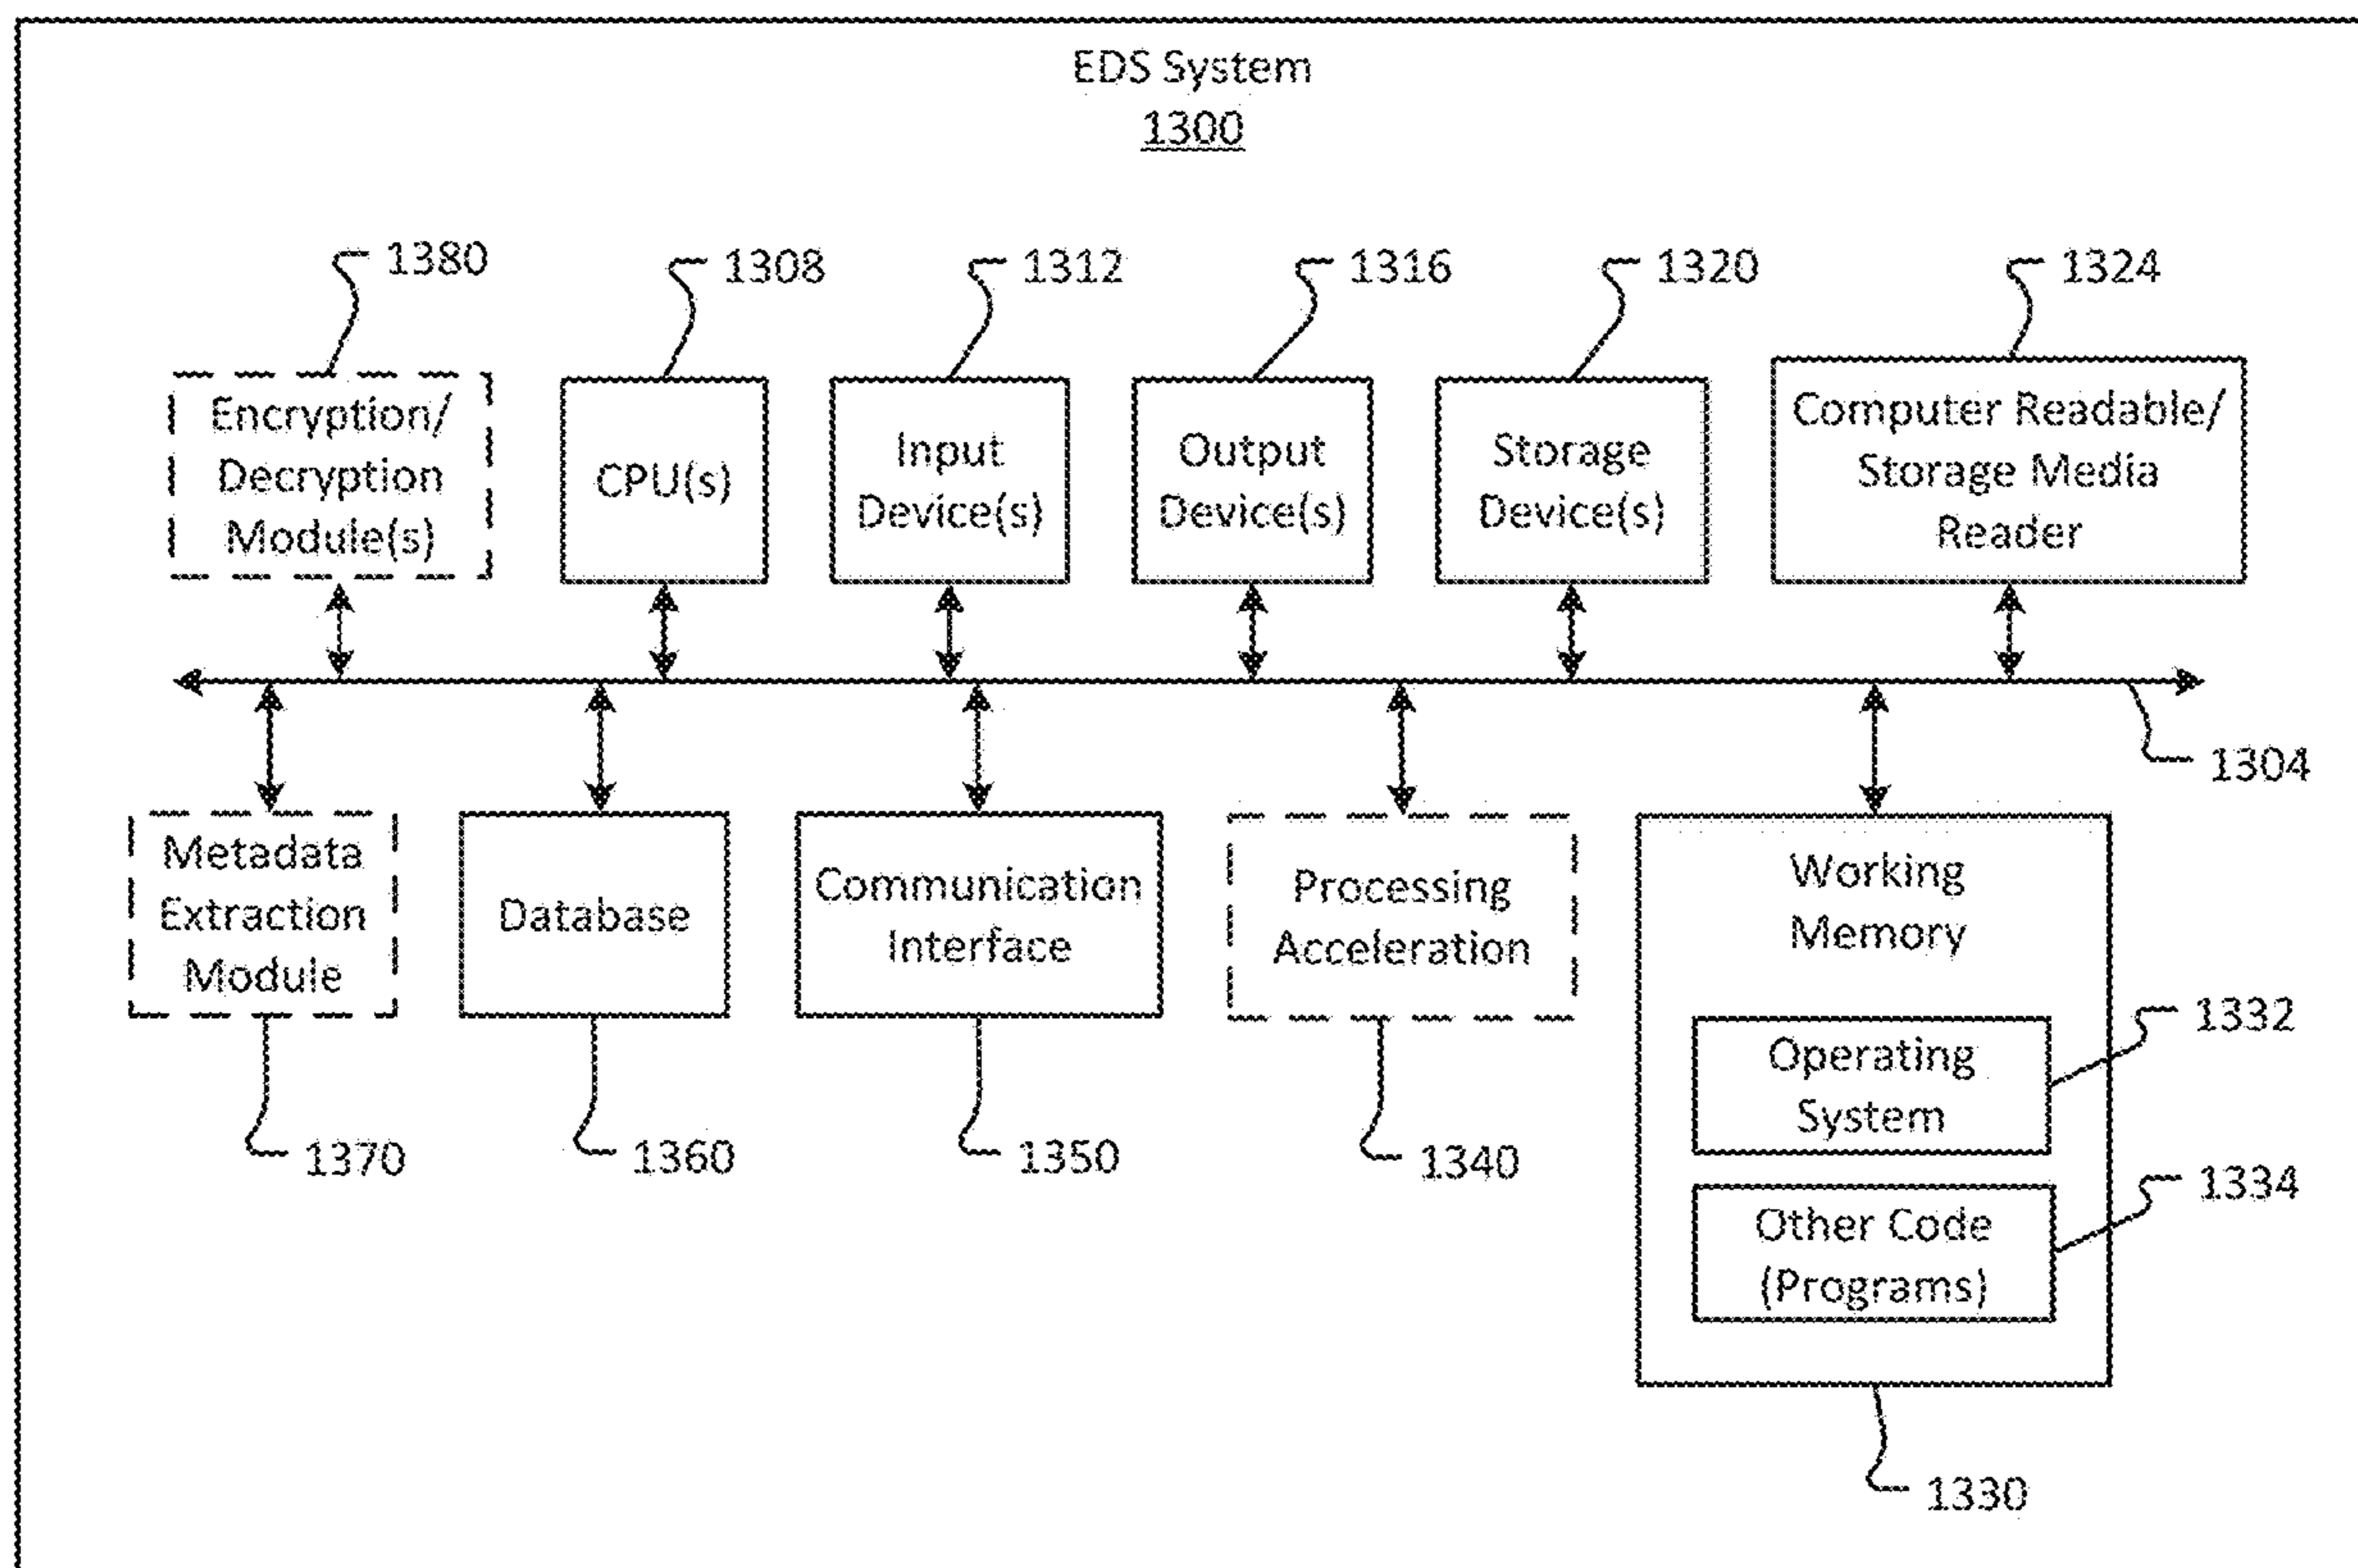 EDS System
1300
1380
1308
1312
1316
1320
1324
Encryption/
Decryption
Module(s)
CPU(s)
Input
Device(s)
Output
Device(s)
Storage
Device(s)
Computer Readable/
Storage Media
Reader
1304
Metadata
Extraction
Module
Database
Communication
Interface
Processing
Acceleration
Working
Memory
Operating
System
1332
Other Code
(Programs)
1334
1370
1360
1350
1340
1330